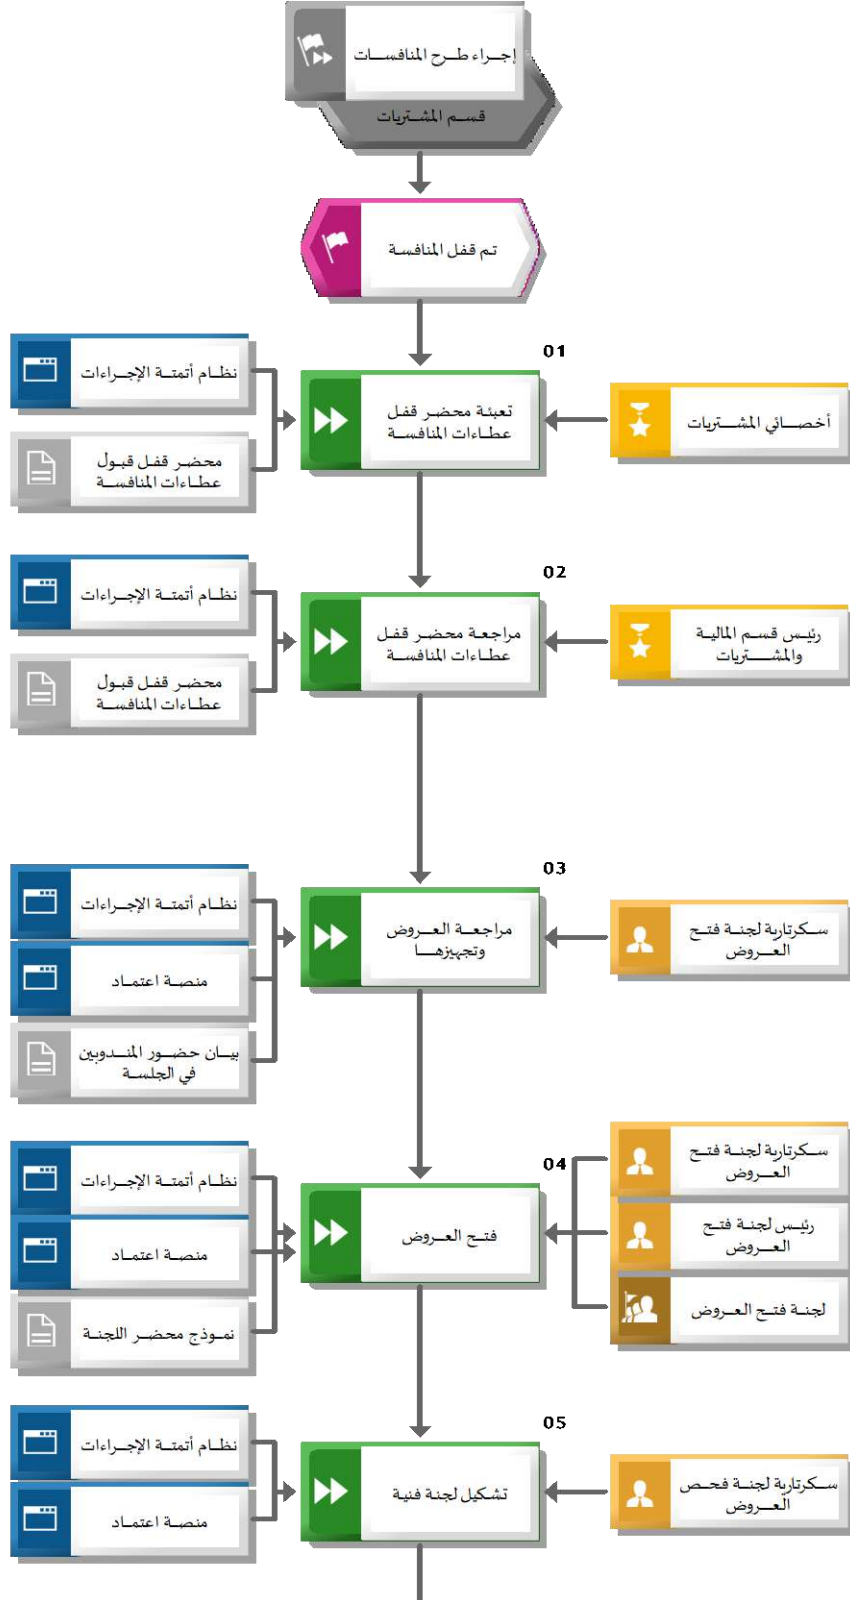 إجراء طرح المنافسات
قسم المشتريات
تم قفل المنافسة
01
أخصائي المشتريات
تعبئة محضر قفل
عطاءات المنافسة
نظام أتمتة الإجراءات
محضر قفل قبول
عطاءات المنافسة
02
رئيس قسم المالية
والمشتريات
مراجعة محضر قفل
عطاءات المنافسة
نظام أتمتة الإجراءات
محضر قفل قبول
عطاءات المنافسة
03
سكرتارية لجنة فتح
العروض
مراجعة العروض
وتجهيزها
نظام أتمتة الإجراءات
منصة اعتماد
بيان حضور المندوبين
في الجلسة
04
سكرتارية لجنة فتح
العروض
رئيس لجنة فتح
العروض
لجنة فتح العروض
فتح العروض
نظام أتمتة الإجراءات
منصة اعتماد
نموذج محضر اللجنة
05
سكرتارية لجنة فحص
العروض
تشكيل لجنة فنية
نظام أتمتة الإجراءات
منصة اعتماد